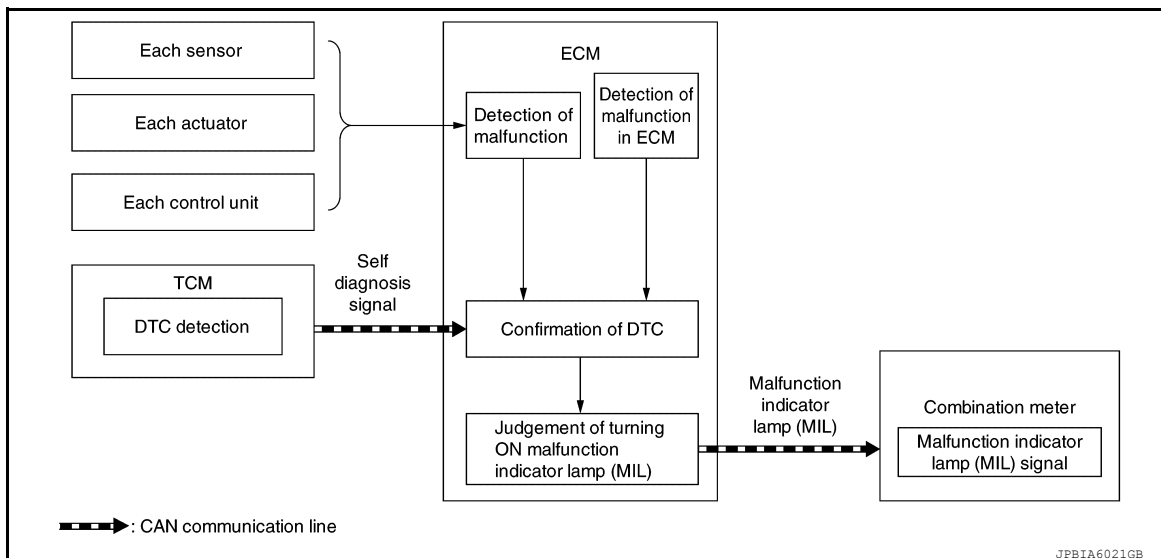 Each sensor
Each actuator
Each control unit
TCM
DTC detection
Self
diagnosis
signal
ECM
Detection of
malfunction
Detection of
malfunction
in ECM
Confirmation of DTC
Judgement of turning
ON malfunction
indicator lamp (MIL)
Malfunction
indicator
lamp (MIL)
Combination meter
Malfunction indicator
lamp (MIL) signal
: CAN communication line
JPBIA6021GB